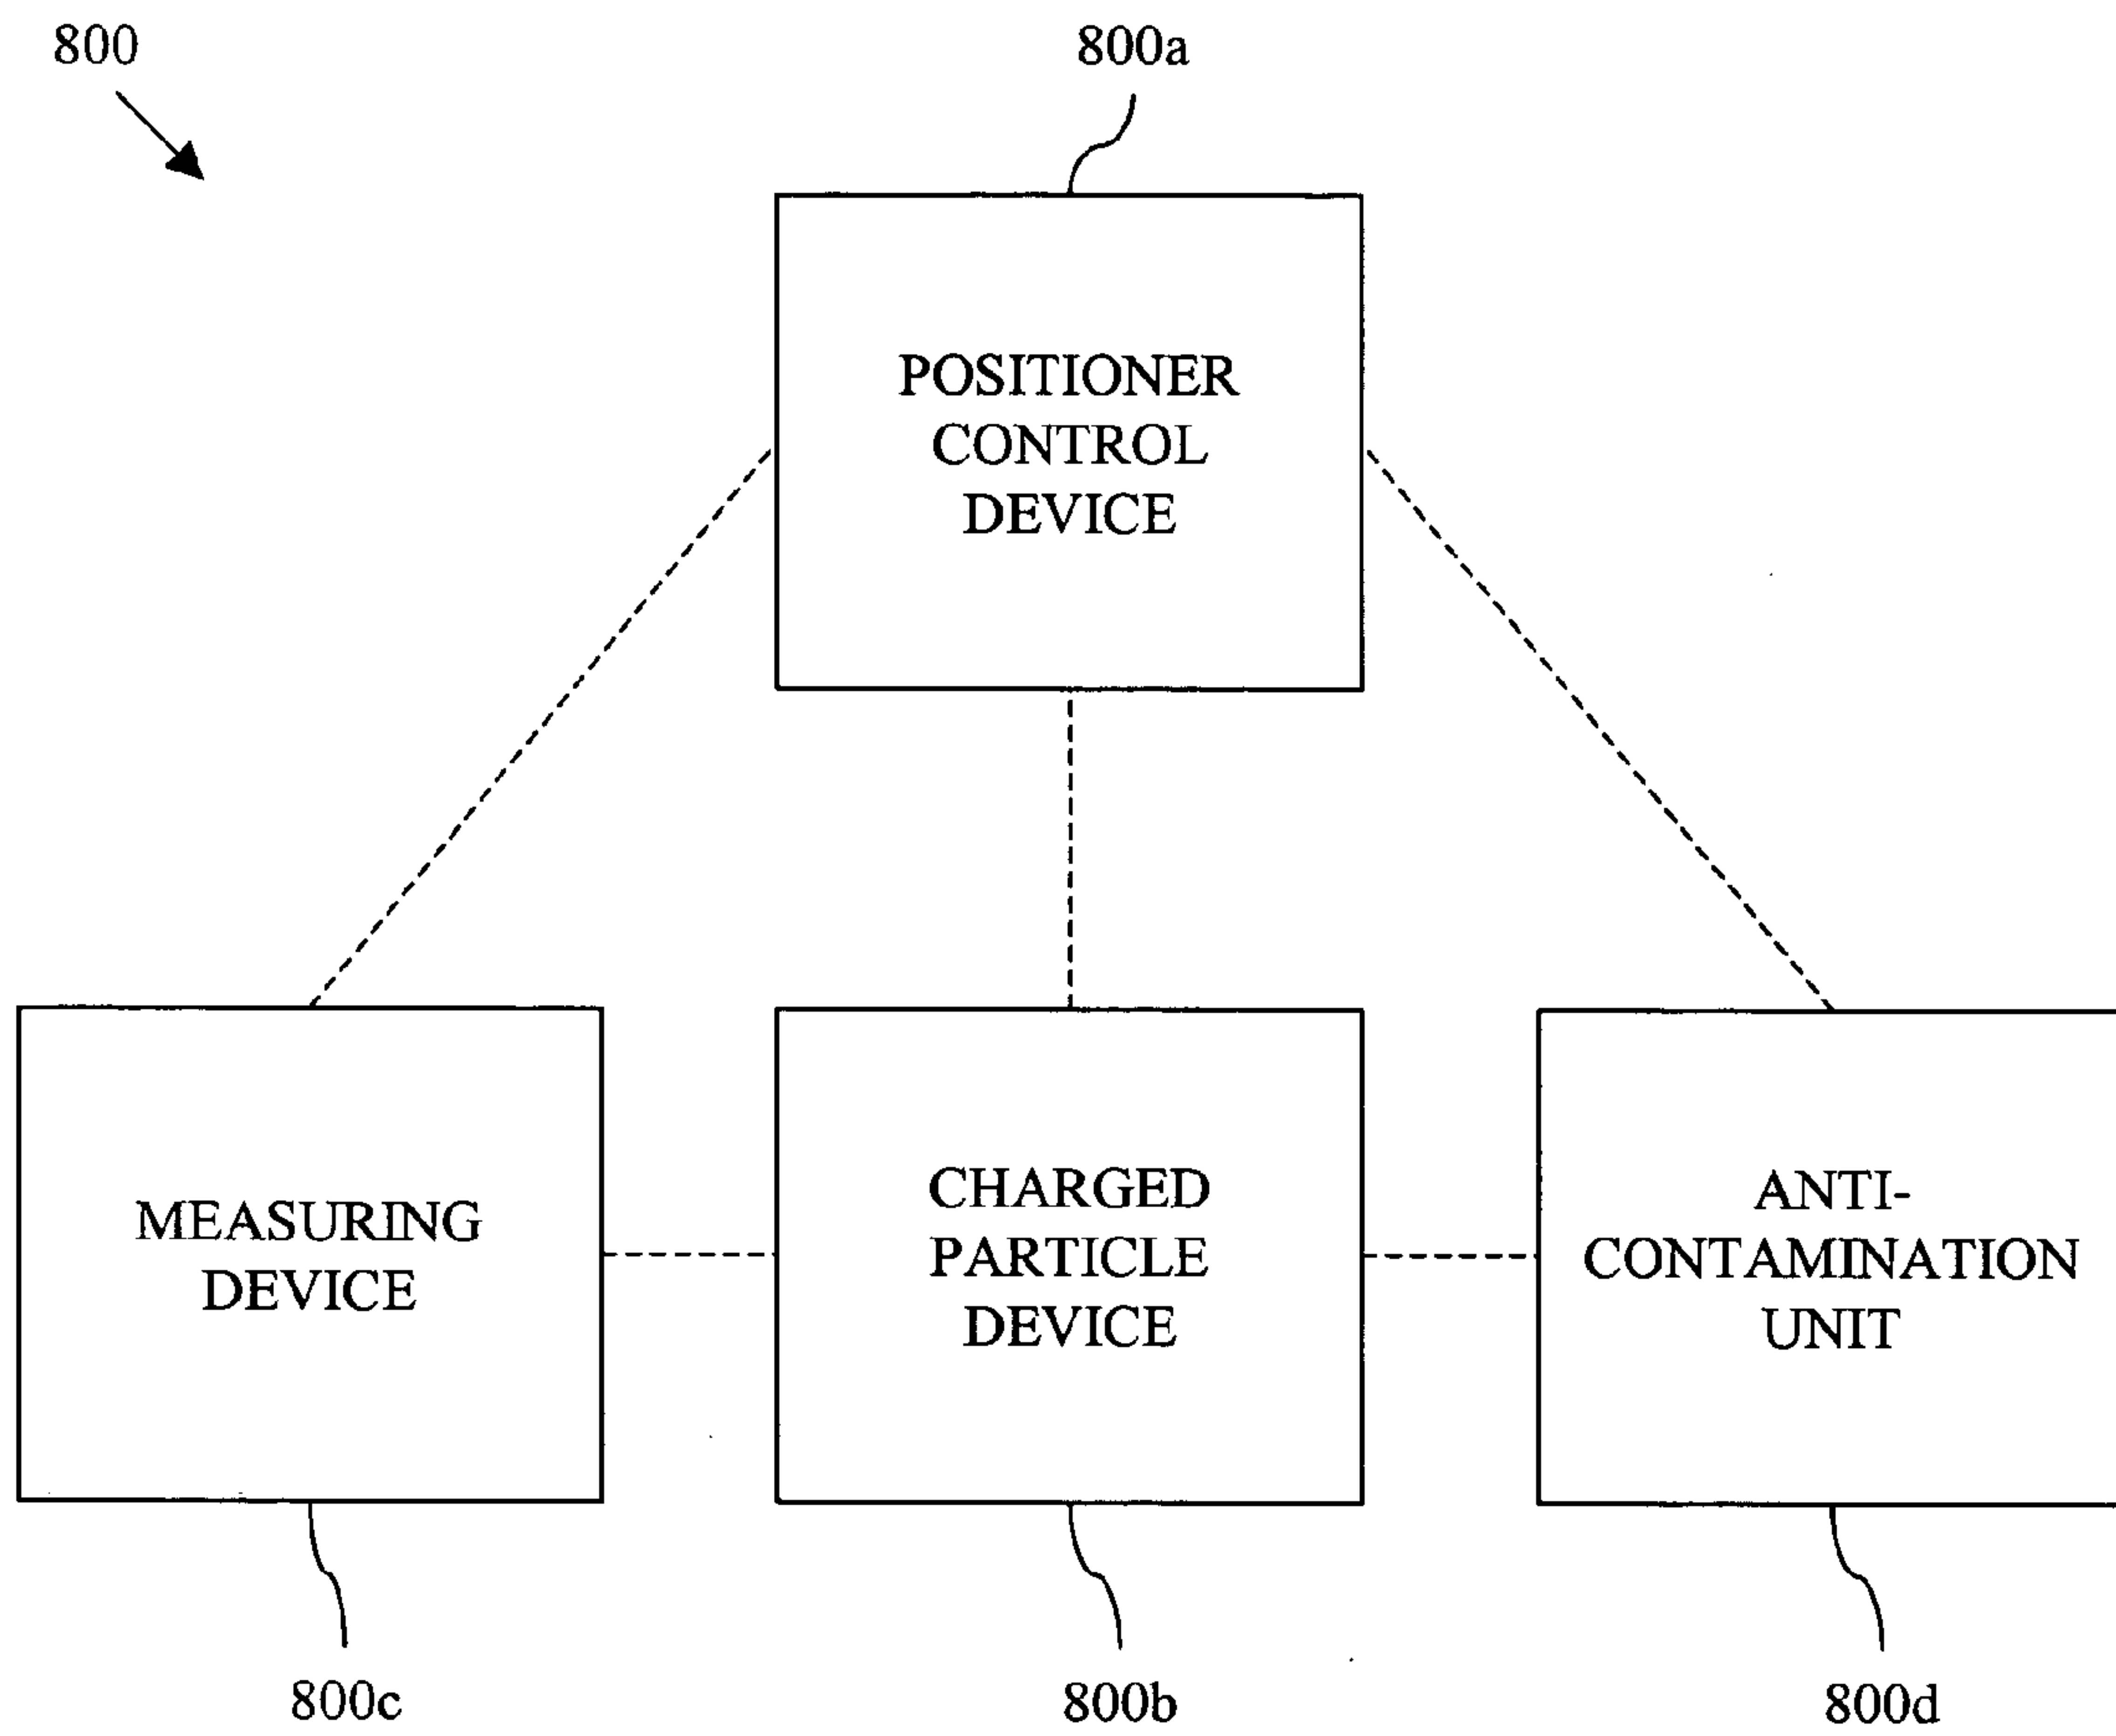 800
800a
POSITIONER
CONTROL
DEVICE
MEASURING
DEVICE
CHARGED
PARTICLE
DEVICE
ANTI-
CONTAMINATION
UNIT
800c
800b
800d